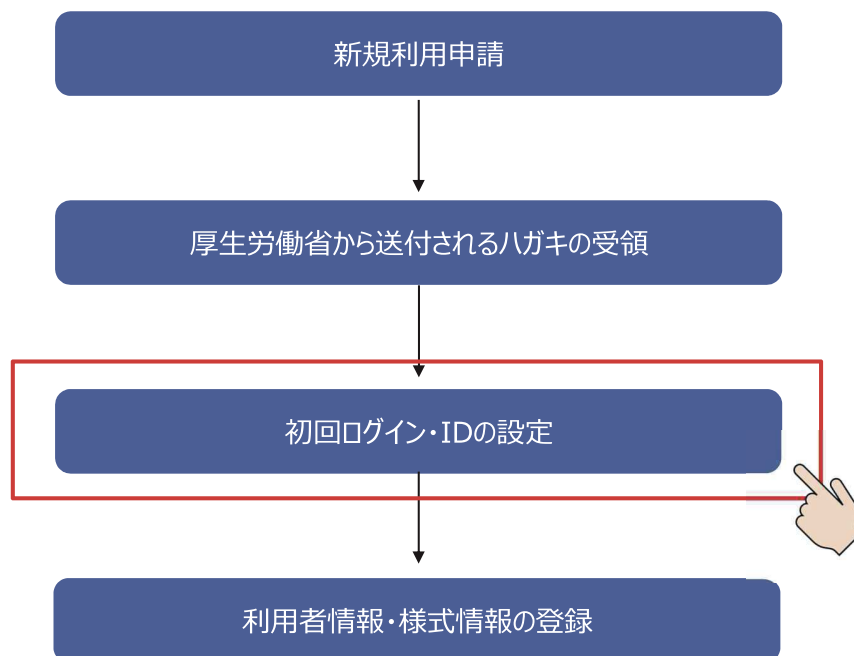 新規利用申請
厚生労働省から送付されるハガキの受領
初回ログイン・IDの設定
利用者情報・様式情報の登録